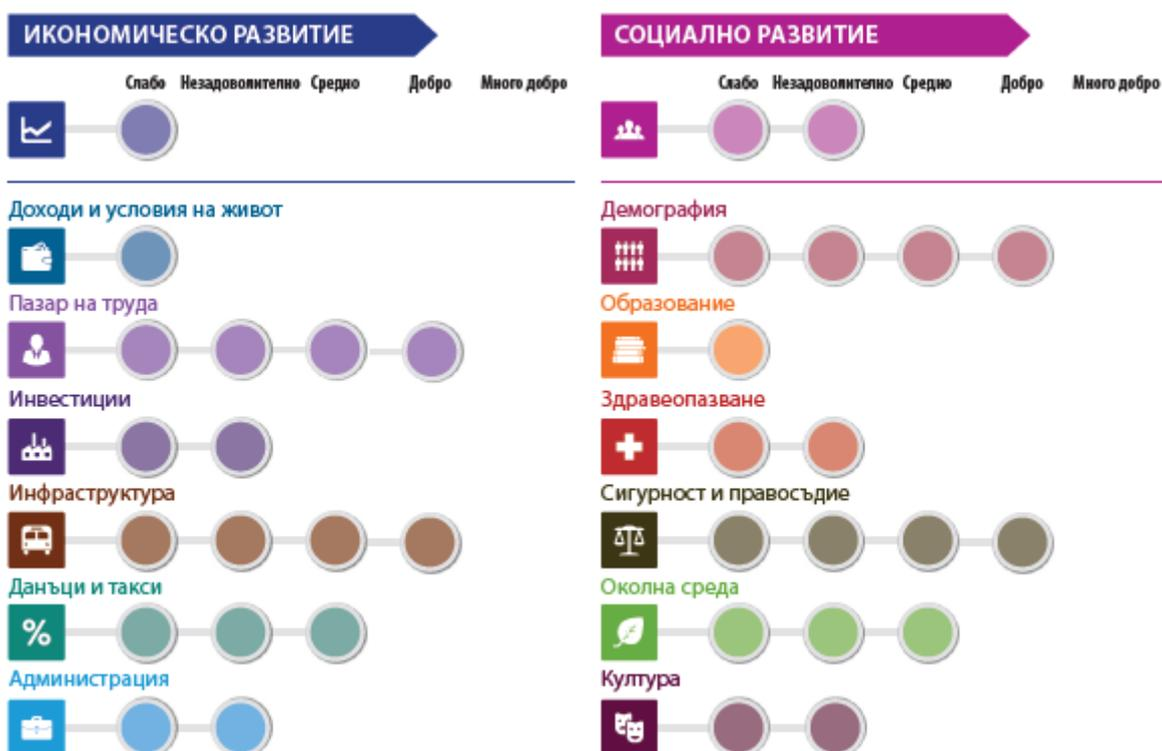 ИКОНОМИЧЕСКО РАЗВИТИЕ
Слабо Незадоволително Средно Добро Много добро
Доходи и условия на живот
Пазар на труда
Инвестиции
Инфраструктура
Данъци и такси
%
Администрация
СОЦИАЛНО РАЗВИТИЕ
Слабо Незадоволително Средно Добро Много добро
Демография
Образование
Здравеопазване
Сигурност и правосъдие
Околна среда
Култура